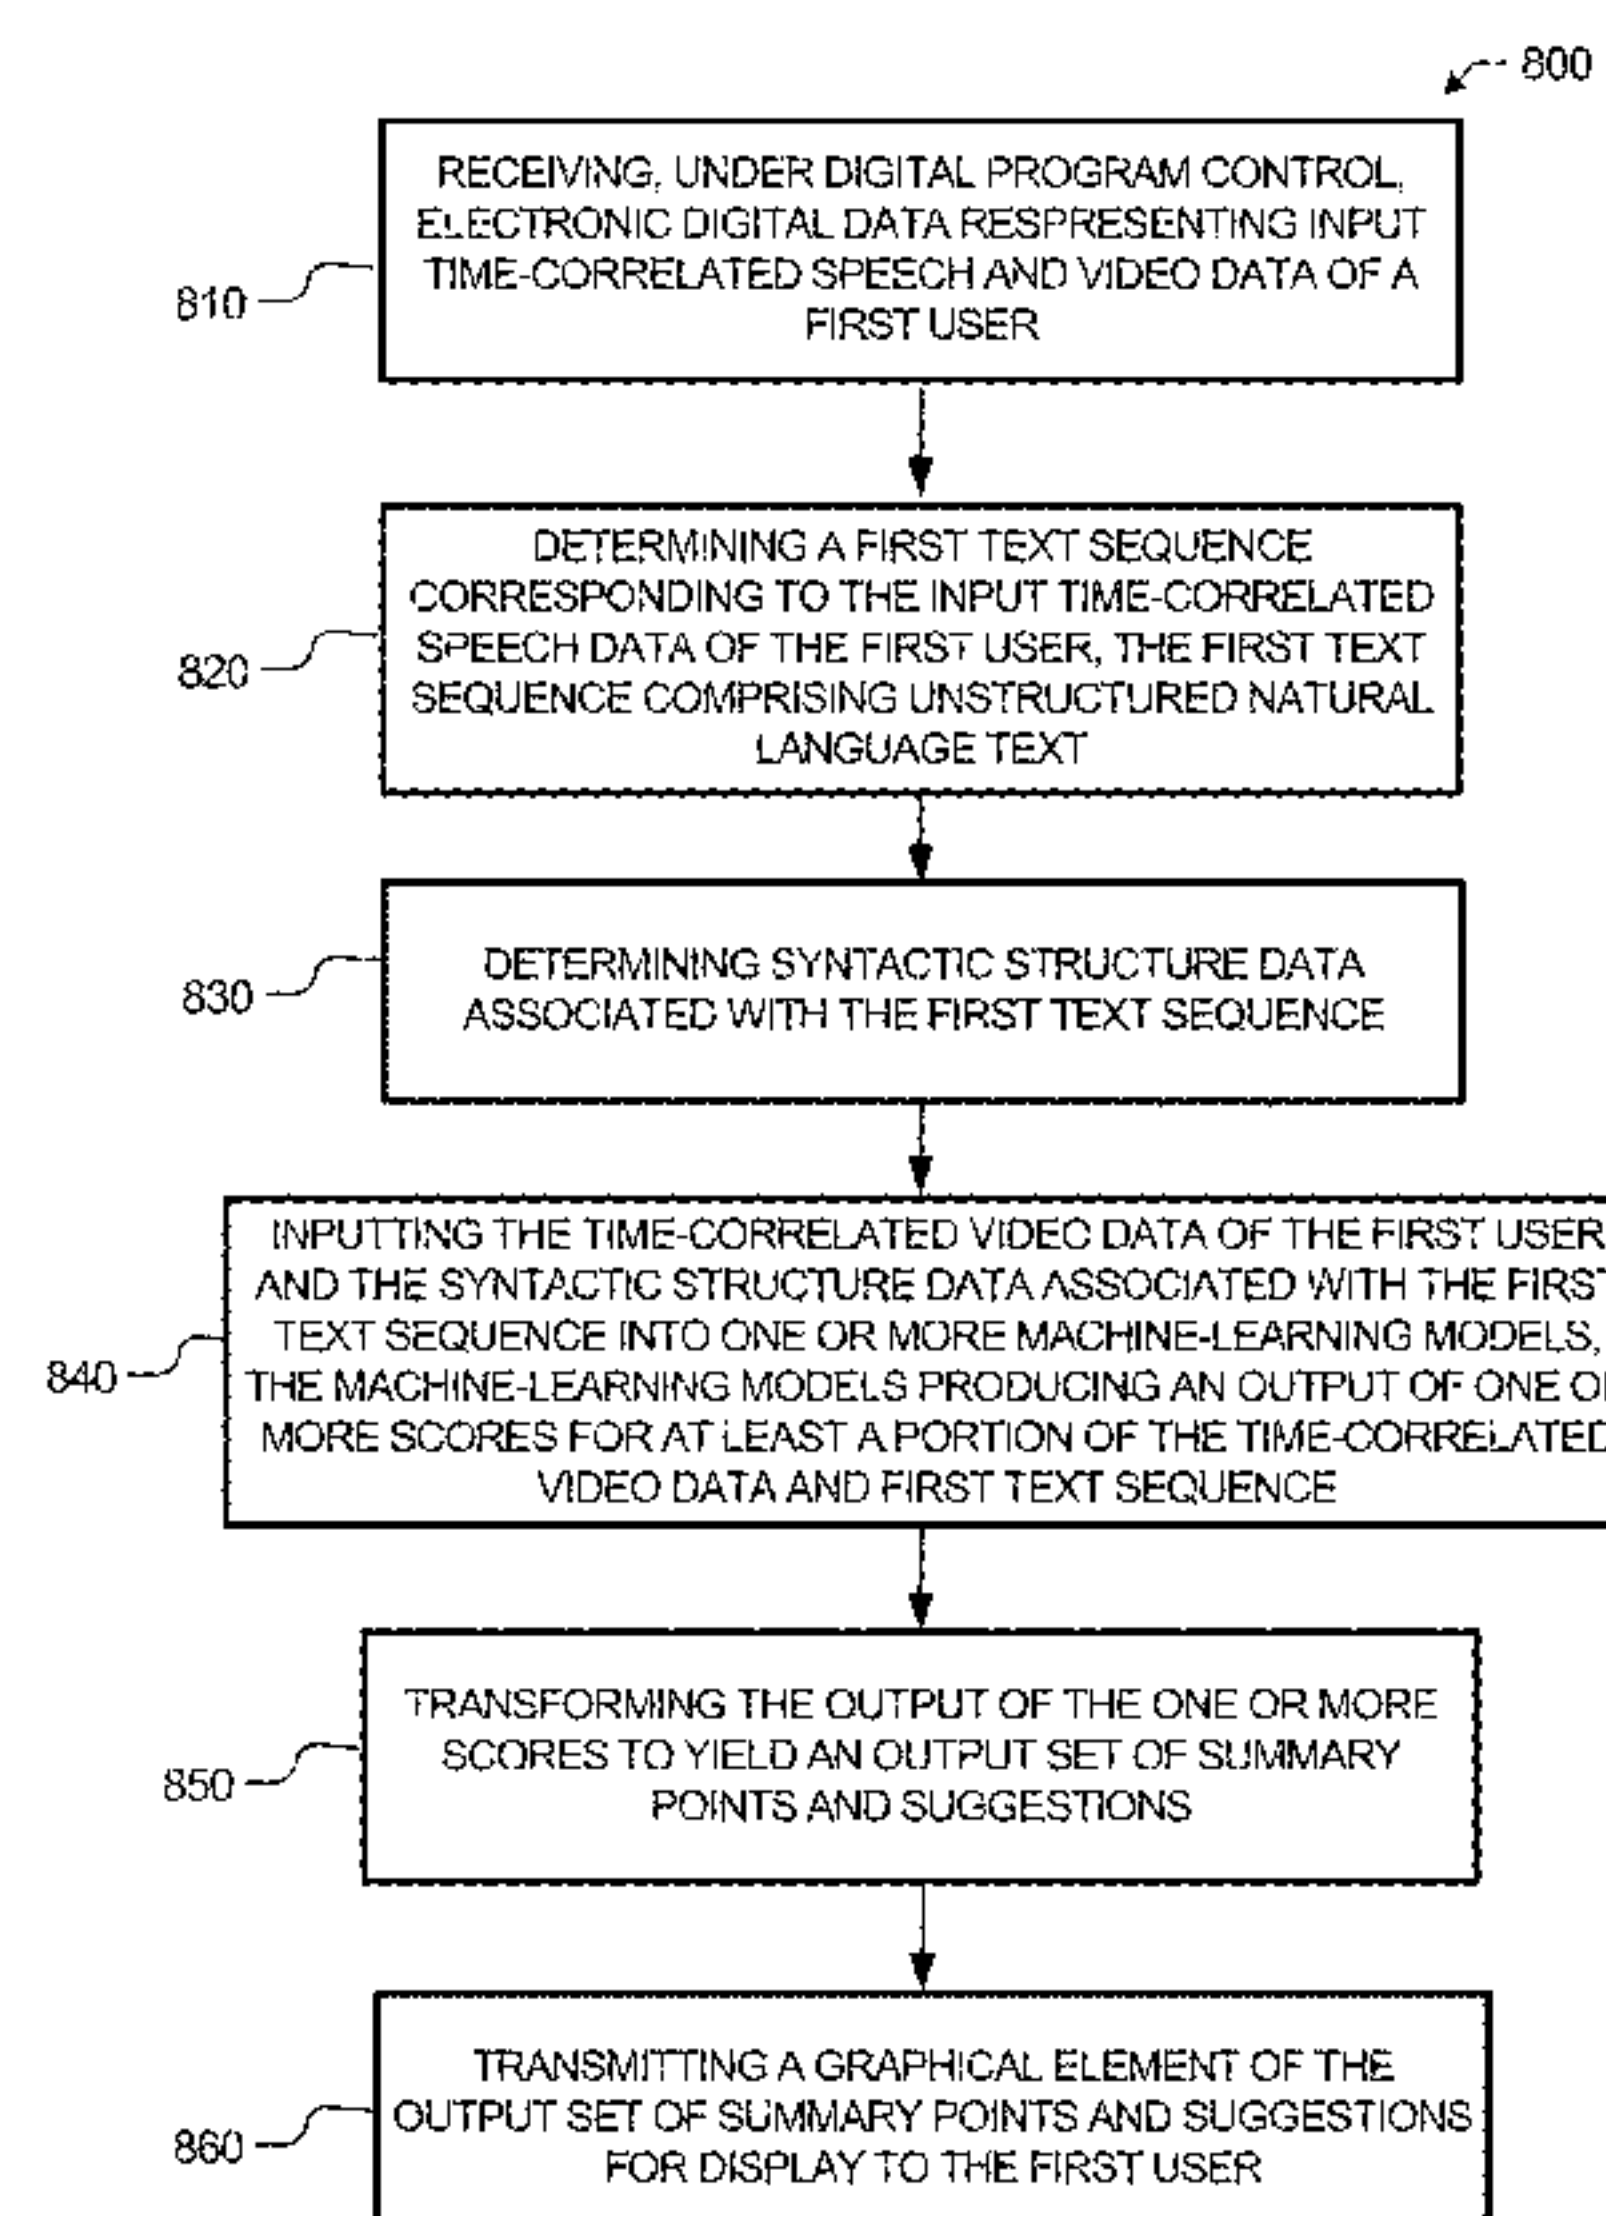 800
RECEIVING, UNDER DIGITAL PROGRAM CONTROL,
ELECTRONIC DIGITAL DATA RESPRESENTING INPUT
TIME-CORRELATED SPEECH AND VIDEO DATA OF A
FIRST USER
810
DETERMINING A FIRST TEXT SEQUENCE
CORRESPONDING TO THE INPUT TIME-CORRELATED
SPEECH DATA OF THE FIRST USER, THE FIRST TEXT
SEQUENCE COMPRISING UNSTRUCTURED NATURAL
LANGUAGE TEXT
820
DETERMINING SYNTACTIC STRUCTURE DATA
ASSOCIATED WITH THE FIRST TEXT SEQUENCE
830
INPUTTING THE TIME-CORRELATED VIDEO DATA OF THE FIRST USER
AND THE SYNTACTIC STRUCTURE DATA ASSOCIATED WITH THE FIRST
TEXT SEQUENCE INTO ONE OR MORE MACHINE-LEARNING MODELS,
THE MACHINE-LEARNING MODELS PRODUCING AN OUTPUT OF ONE OR
MORE SCORES FOR AT LEAST A PORTION OF THE TIME-CORRELATED
VIDEO DATA AND FIRST TEXT SEQUENCE
840
TRANSFORMING THE OUTPUT OF THE ONE OR MORE
SCORES TO YIELD AN OUTPUT SET OF SUMMARY
POINTS AND SUGGESTIONS
850
TRANSMITTING A GRAPHICAL ELEMENT OF THE
OUTPUT SET OF SUMMARY POINTS AND SUGGESTIONS
FOR DISPLAY TO THE FIRST USER
860